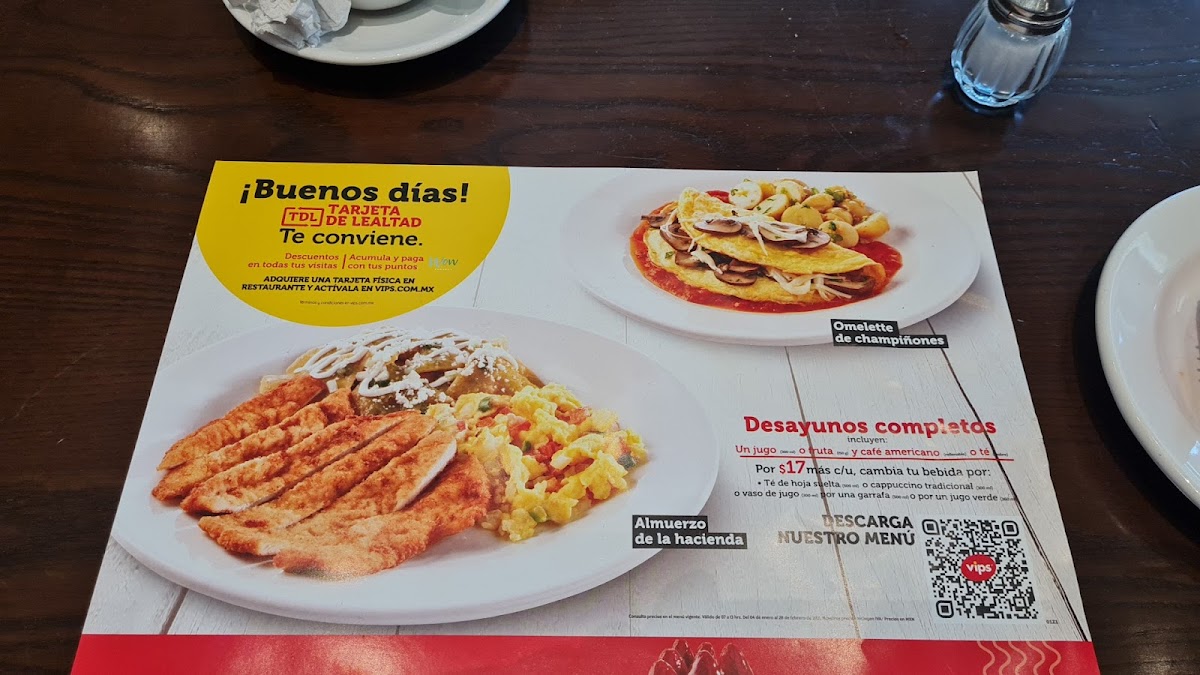 ¡Buenos días!
TDL TARJETA
DE LEALTAD
Te conviene.
Descuentos
en todas tus visitas
Acumula y paga
con tus puntos
ADQUIERE UNA TARJETA FÍSICA EN
RESTAURANTE Y ACTÍVALA EN VIPS.COM.MX
Omelette
de champiñones
Almuerzo
de la hacienda
Desayunos completos
incluyen:
Un jugo o fruta y café americano o té
Por $17 más c/u, cambia tu bebida por:
• Té de hoja suelta o cappuccino tradicional
o vaso de jugo por una garrafa o por un jugo verde
DESCARGA
NUESTRO MENÚ
vips